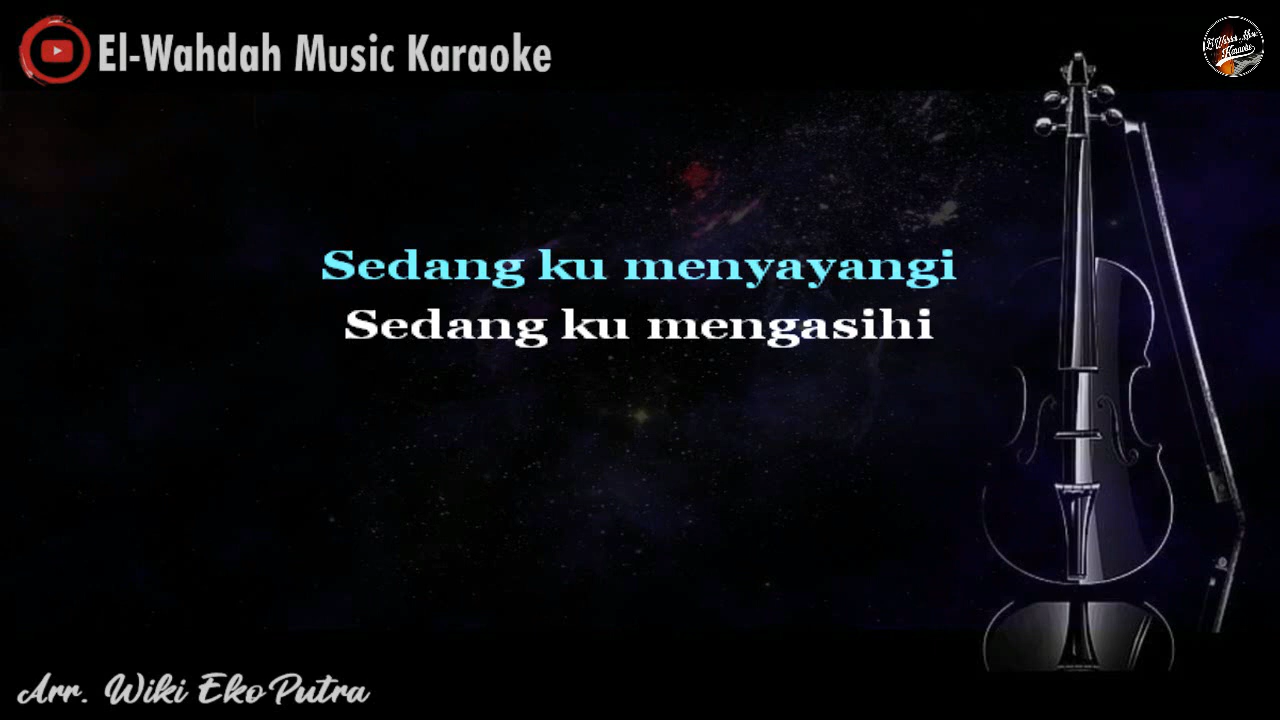 El-Wahdah Music Karaoke
Sedang ku menyayangi
Sedang ku mengasihi
Arr. Wiki Eko Putra